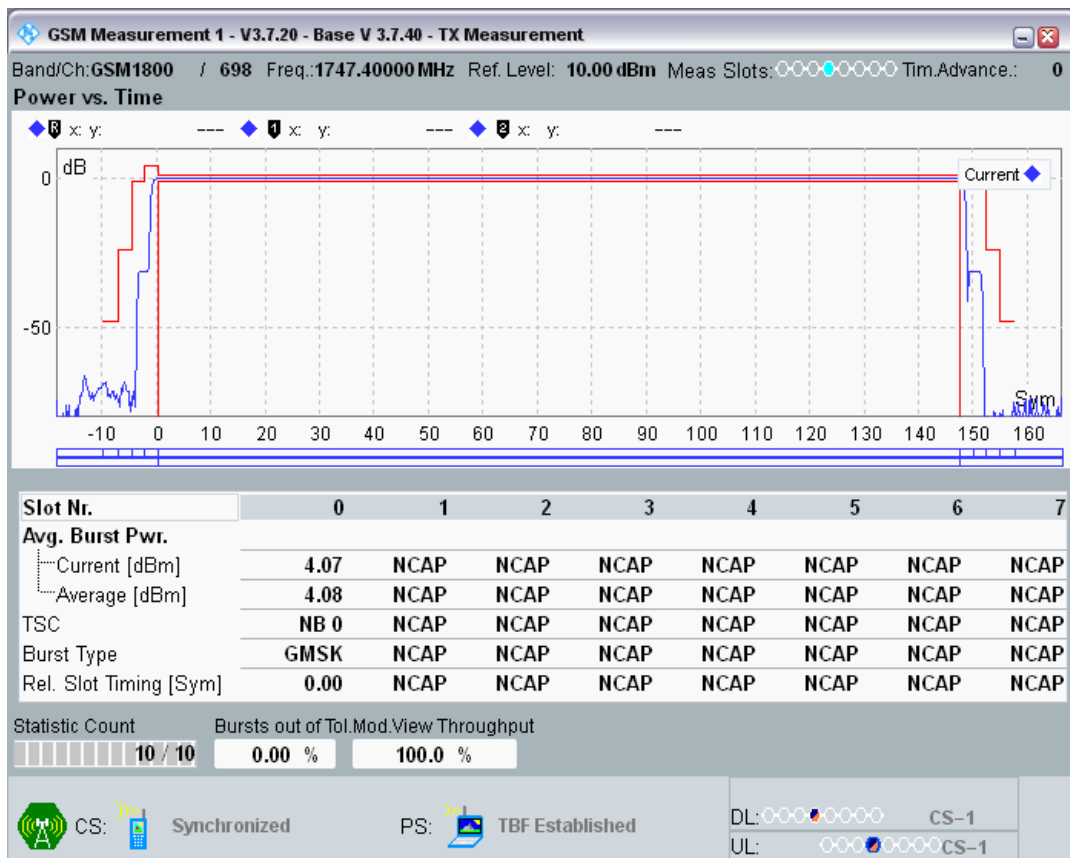 GSM Measurement 1 - V3.7.20 - Base V 3.7.40 - TX Measurement
Band/Ch:GSM1800 / 698 Freq.:1747.40000 MHz Ref. Level: 10.00 dBm Meas Slots: Tim.Advance.: 0
Power vs. Time
R x: y: --- 1 x: y: --- 2 x: y: ---
dB
Current
0
-50
Sym
-10 0 10 20 30 40 50 60 70 80 90 100 110 120 130 140 150 160
Slot Nr. 0 1 2 3 4 5 6 7
Avg. Burst Pwr.
Current [dBm] 4.07 NCAP NCAP NCAP NCAP NCAP NCAP NCAP
Average [dBm] 4.08 NCAP NCAP NCAP NCAP NCAP NCAP NCAP
TSC NB 0 NCAP NCAP NCAP NCAP NCAP NCAP NCAP
Burst Type GMSK NCAP NCAP NCAP NCAP NCAP NCAP NCAP
Rel. Slot Timing [Sym] 0.00 NCAP NCAP NCAP NCAP NCAP NCAP NCAP
Statistic Count Bursts out of Tol. Mod.View Throughput
10 / 10 0.00 % 100.0 %
CS: Synchronized PS: TBF Established
DL: CS-1
UL: CS-1